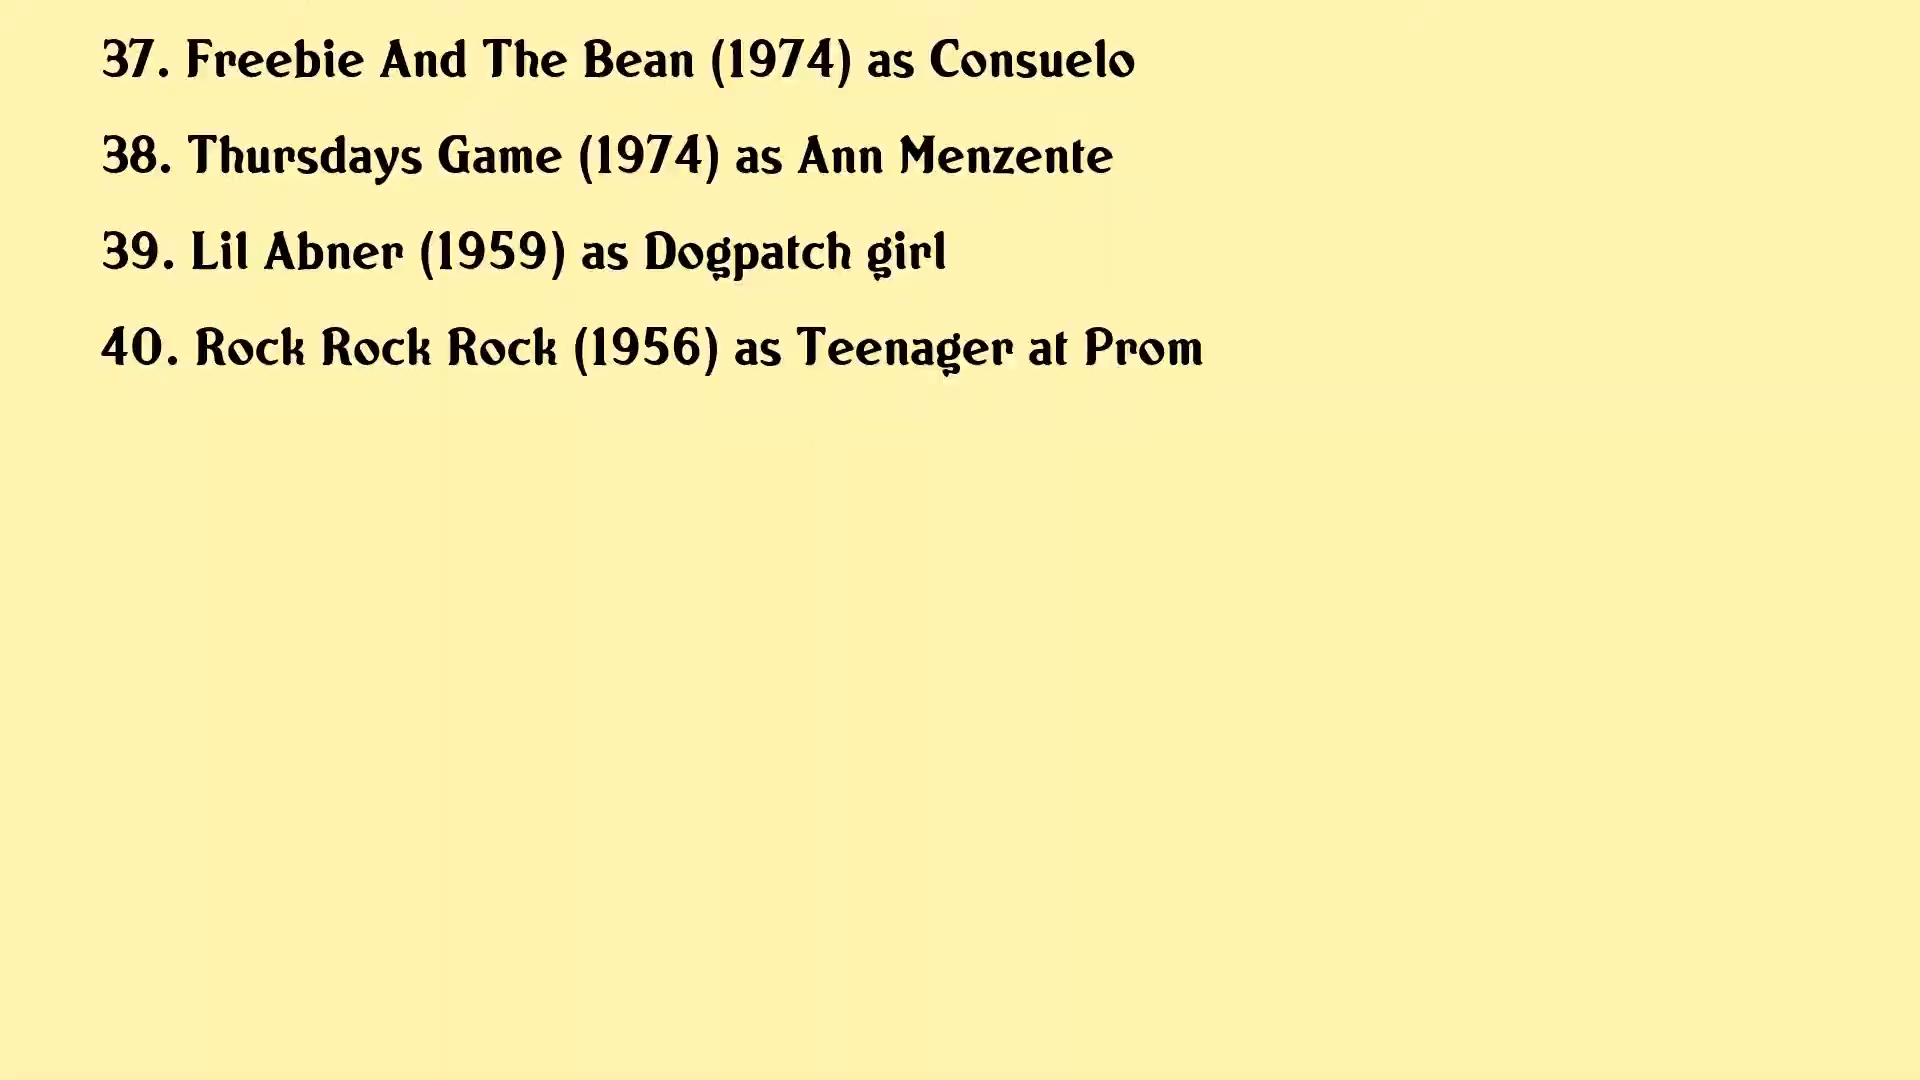 37. Freebie And The Bean (1974) as Consuelo
38. Thursdays Game (1974) as Ann Menzente
39. Lil Abner (1959) as Dogpatch girl
40. Rock Rock Rock (1956) as Teenager at Prom